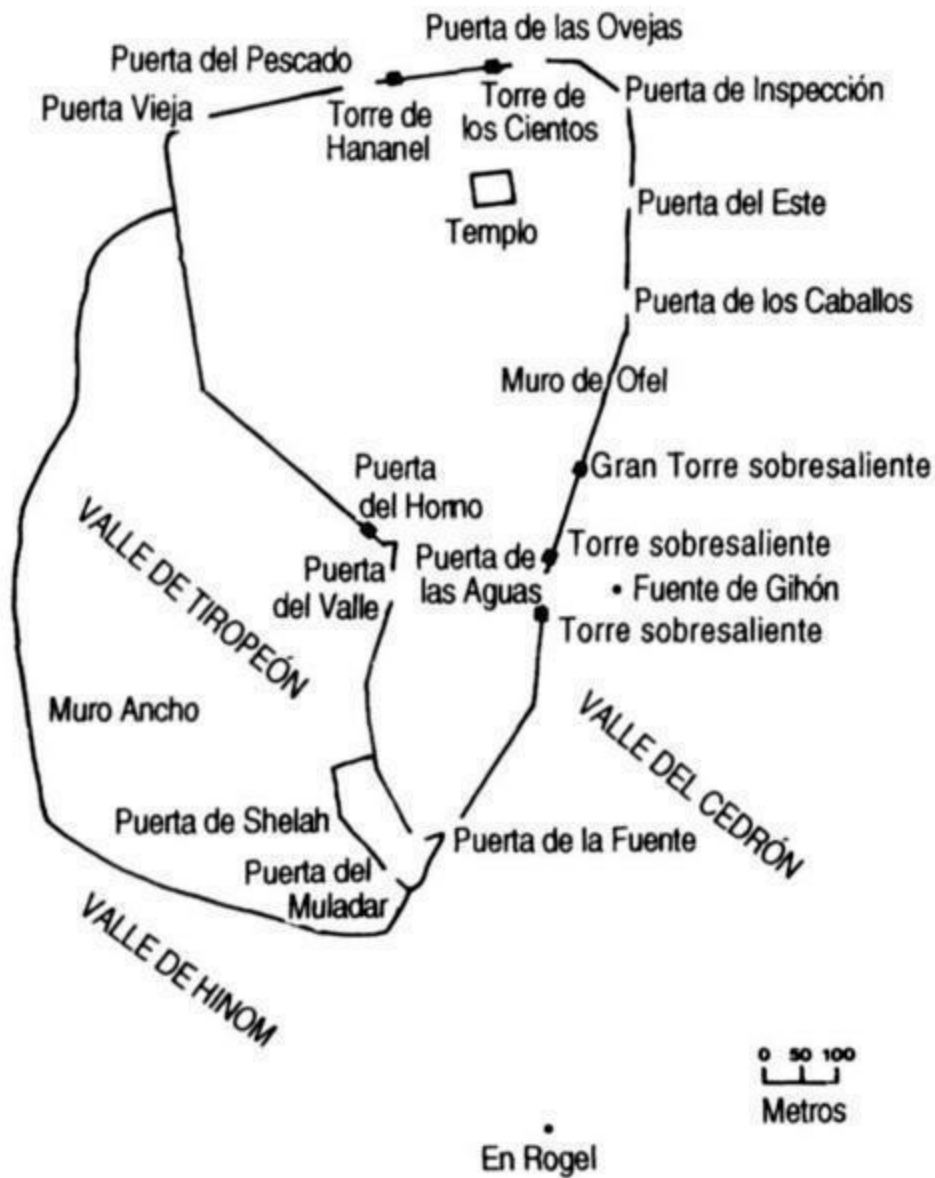 Puerta de las Ovejas
Puerta del Pescado
Puerta Vieja
Torre de
Hananel
Torre de
los Cientos
Puerta de Inspección
Templo
Puerta del Este
Puerta de los Caballos
Muro de Ofel
Gran Torre sobresaliente
Puerta
del Horno
Torre sobresaliente
Puerta de
las Aguas
Fuente de Gihón
Puerta
del Valle
Torre sobresaliente
VALLE DE TIROPEÓN
Muro Ancho
VALLE DEL CEDRÓN
Puerta de Shelah
Puerta de la Fuente
Puerta del
Muladar
VALLE DE HINOM
0 50 100
Metros
En Rogel